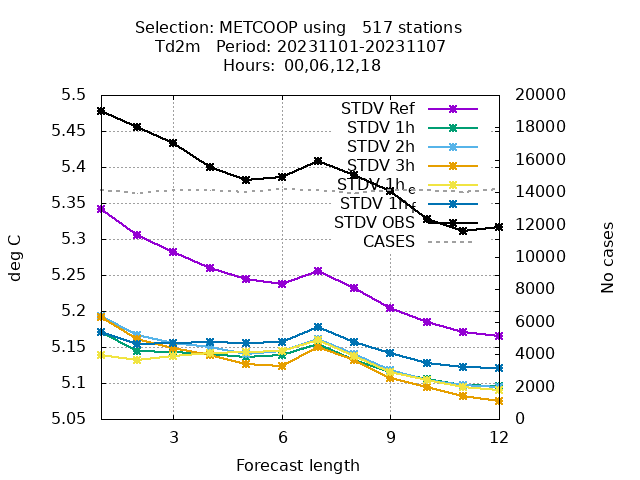 Selection: METCOOP using   517 stations
Td2m   Period: 20231101-20231107
Hours: 00,06,12,18
5.5
5.45
5.4
5.35
5.3
5.25
5.2
5.15
5.1
5.05
deg C
STDV Ref
STDV 1h
STDV 2h
STDV 3h
STDV 1h c
STDV 1h f
STDV OBS
CASES
20000
18000
16000
14000
12000
10000
8000
6000
4000
2000
0
No cases
3 6 9 12
Forecast length